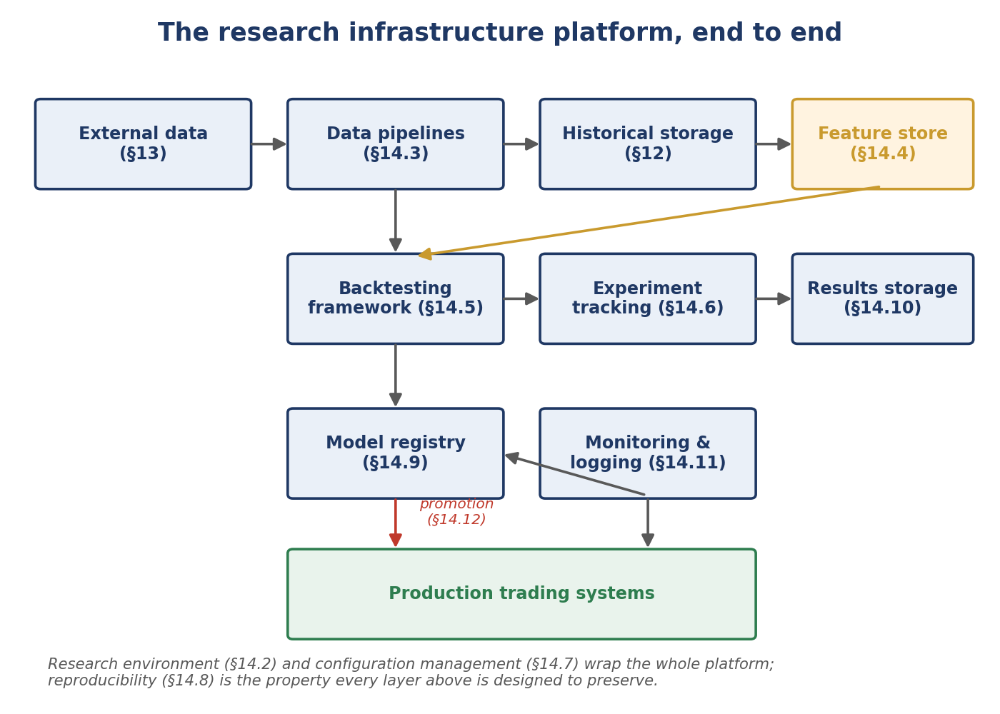 The research infrastructure platform, end to end
External data
(§13)
Data pipelines
(§14.3)
Historical storage
(§12)
Feature store
(§14.4)
Backtesting
framework (§14.5)
Experiment
tracking (§14.6)
Results storage
(§14.10)
Model registry
(§14.9)
Monitoring &
logging (§14.11)
promotion
(§14.12)
Production trading systems
Research environment (§14.2) and configuration management (§14.7) wrap the whole platform;
reproducibility (§14.8) is the property every layer above is designed to preserve.